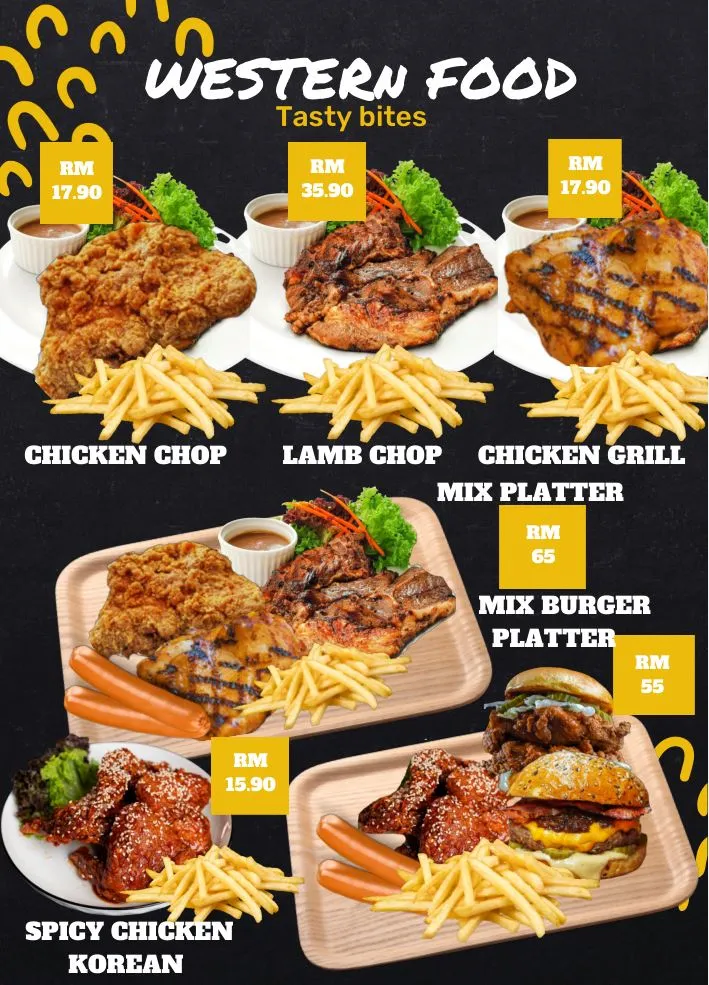 WESTERN FOOD
Tasty bites
RM
17.90
RM
35.90
RM
17.90
CHICKEN CHOP
LAMB CHOP
CHICKEN GRILL
MIX PLATTER
RM
65
MIX BURGER
PLATTER
RM
55
RM
15.90
SPICY CHICKEN
KOREAN